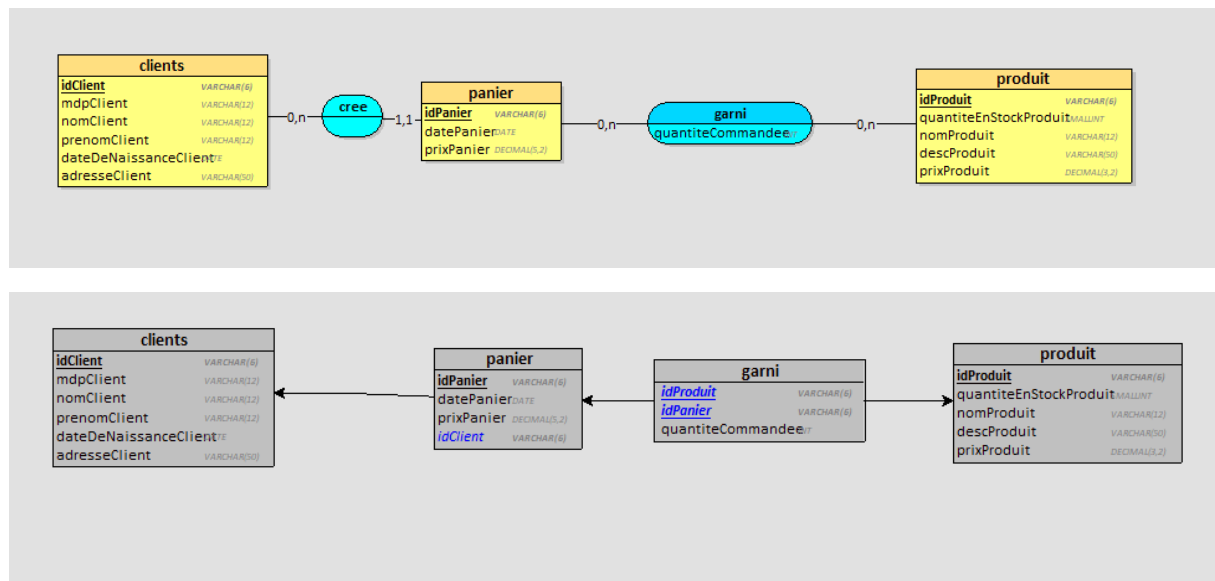 clients
idClient VARCHAR(6)
mdpClient VARCHAR(12)
nomClient VARCHAR(12)
prenomClient VARCHAR(12)
dateDeNaissanceClient
adresseClient VARCHAR(50)
0,n
cree
1,1
panier
idPanier VARCHAR(6)
datePanier DATE
prixPanier DECIMAL(5,2)
0,n
garni
quantiteCommandee
0,n
produit
idProduit VARCHAR(6)
quantiteEnStockProduit MALLINT
nomProduit VARCHAR(12)
descProduit VARCHAR(50)
prixProduit DECIMAL(3,2)
clients
idClient VARCHAR(6)
mdpClient VARCHAR(12)
nomClient VARCHAR(12)
prenomClient VARCHAR(12)
dateDeNaissanceClient
adresseClient VARCHAR(50)
panier
idPanier VARCHAR(6)
datePanier DATE
prixPanier DECIMAL(5,2)
idClient VARCHAR(6)
garni
idProduit VARCHAR(6)
idPanier VARCHAR(6)
quantiteCommandee
produit
idProduit VARCHAR(6)
quantiteEnStockProduit MALLINT
nomProduit VARCHAR(12)
descProduit VARCHAR(50)
prixProduit DECIMAL(3,2)